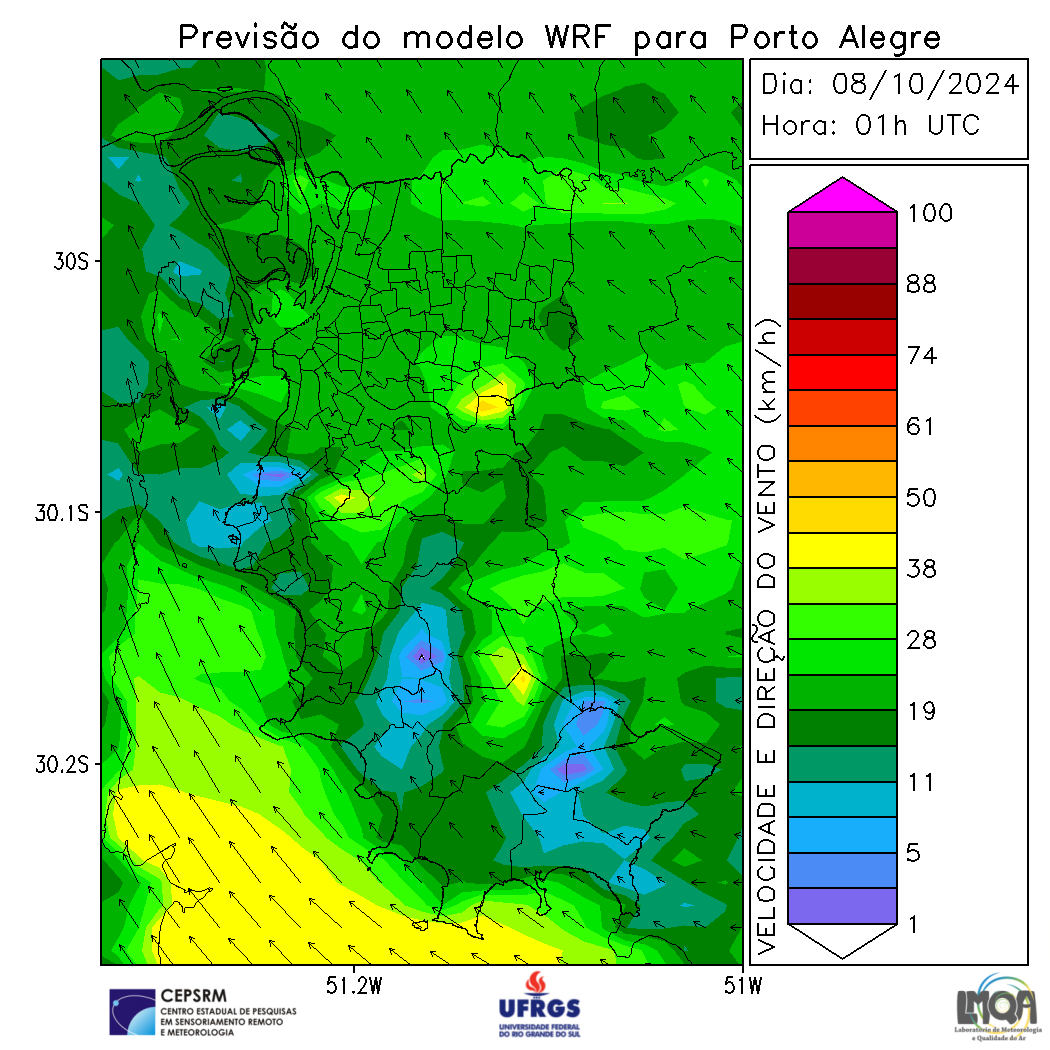 Previsão do modelo WRF para Porto Alegre
Dia: 08/10/2024
Hora: 01h UTC
30S
30.1S
30.2S
51.2W
51W
VELOCIDADE E DIREÇÃO DO VENTO (km/h)
100
88
74
61
50
38
28
19
11
5
1
CEPSRM
CENTRO ESTADUAL DE PESQUISAS
EM SENSORIAMENTO REMOTO
E METEOROLOGIA
UFRGS
UNIVERSIDADE FEDERAL
DO RIO GRANDE DO SUL
LMQA
Laboratório de Meteorologia
e Qualidade do Ar